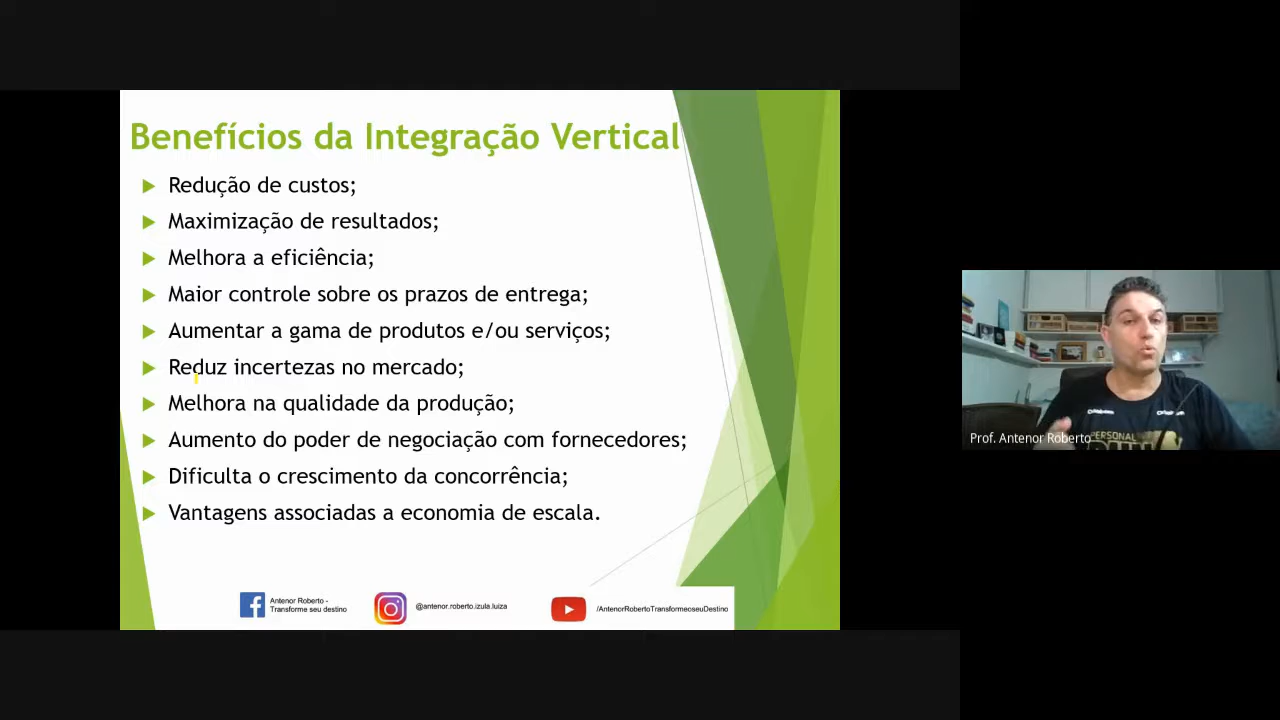 Benefícios da Integração Vertical
Redução de custos;
Maximização de resultados;
Melhora a eficiência;
Maior controle sobre os prazos de entrega;
Aumentar a gama de produtos e/ou serviços;
Reduz incertezas no mercado;
Melhora na qualidade da produção;
Aumento do poder de negociação com fornecedores;
Dificulta o crescimento da concorrência;
Vantagens associadas a economia de escala.
Antenor Roberto -
Transforme seu destino
@antenor.roberto.izula.luiza
/AntenorRobertoTransformeoseuDestino
Prof. Antenor Roberto
PERSONAL